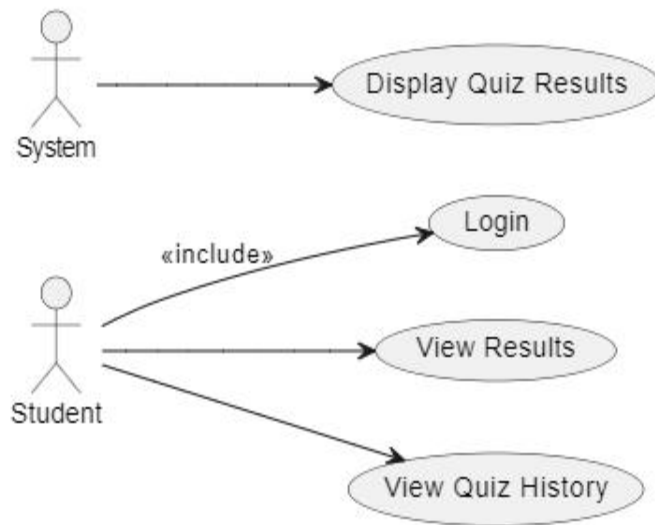 Display Quiz Results
System
Login
«include»
View Results
Student
View Quiz History